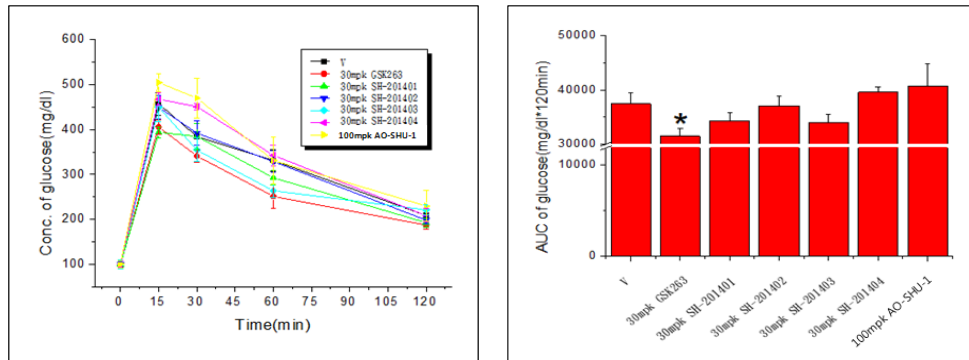 600
500
400
300
200
100
0
15
30
45
60
75
90
105
120
Conc. of glucose(mg/dl)
Time(min)
V
30mpk GSK263
30mpk SH-201401
30mpk SH-201402
30mpk SH-201403
30mpk SH-201404
100mpk AO-SHU-1
50000
40000
30000
10000
0
AUC of glucose(mg/dl*120min)
*
V
30mpk GSK263
30mpk SH-201401
30mpk SH-201402
30mpk SH-201403
30mpk SH-201404
100mpk AO-SHU-1